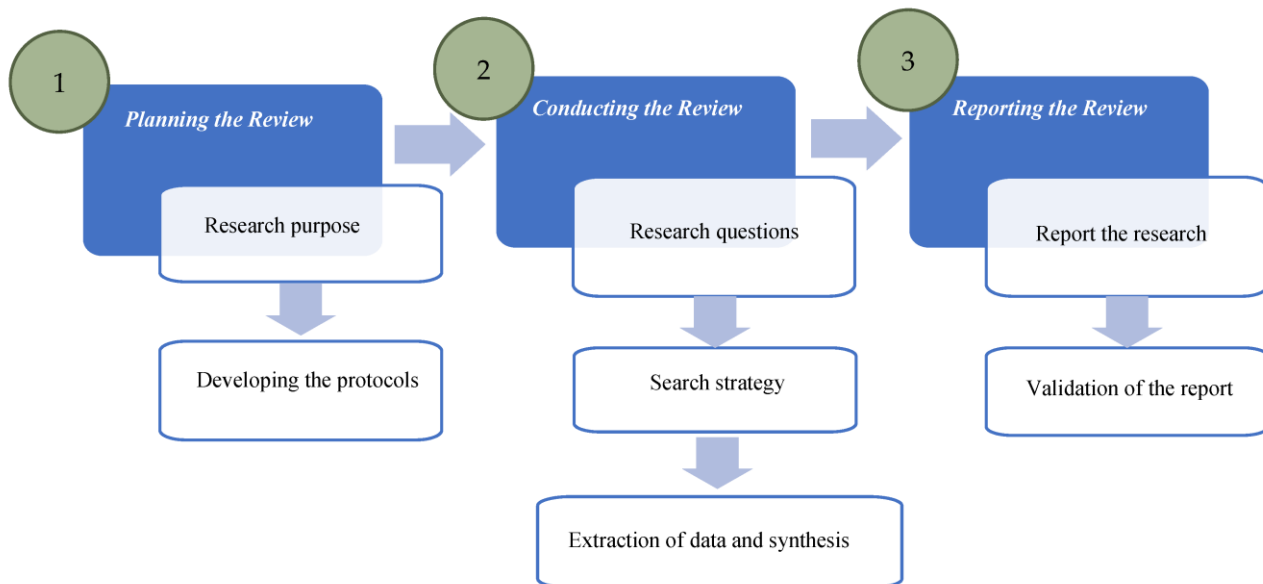 1
Planning the Review
Research purpose
Developing the protocols
2
Conducting the Review
Research questions
Search strategy
Extraction of data and synthesis
3
Reporting the Review
Report the research
Validation of the report